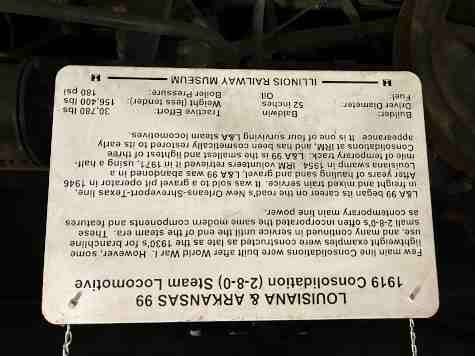 LOUISIANA & ARKANSAS 99
1919 Consolidation (2-8-0) Steam Locomotive
Few main line Consolidations were built after World War I. However, some
lightweight examples were constructed as late as the 1930's for branchline
use, and many continued in service until the end of the steam era. These
small 2-8-0's often incorporated the same modern components and features
as contemporary main line power.
L&A 99 began its career on the road's New Orleans-Shreveport-Texas line,
in freight and mixed train service. It was sold to a gravel pit operator in 1946
After years of hauling sand and gravel, L&A 99 was abandoned in a
Louisiana swamp in 1954. IRM volunteers retrieved it in 1971, using a half-
mile of temporary track. L&A 99 is the smallest and lightest of three
Consolidations at IRM, and has been cosmetically restored to its early
appearance. It is one of four surviving L&A steam locomotives.
Builder: Baldwin Tractive Effort: 30,780 lbs
Driver Diameter: 52 inches Weight (less tender): 156,400 lbs
Fuel: Oil Boiler Pressure: 180 psi
ILLINOIS RAILWAY MUSEUM